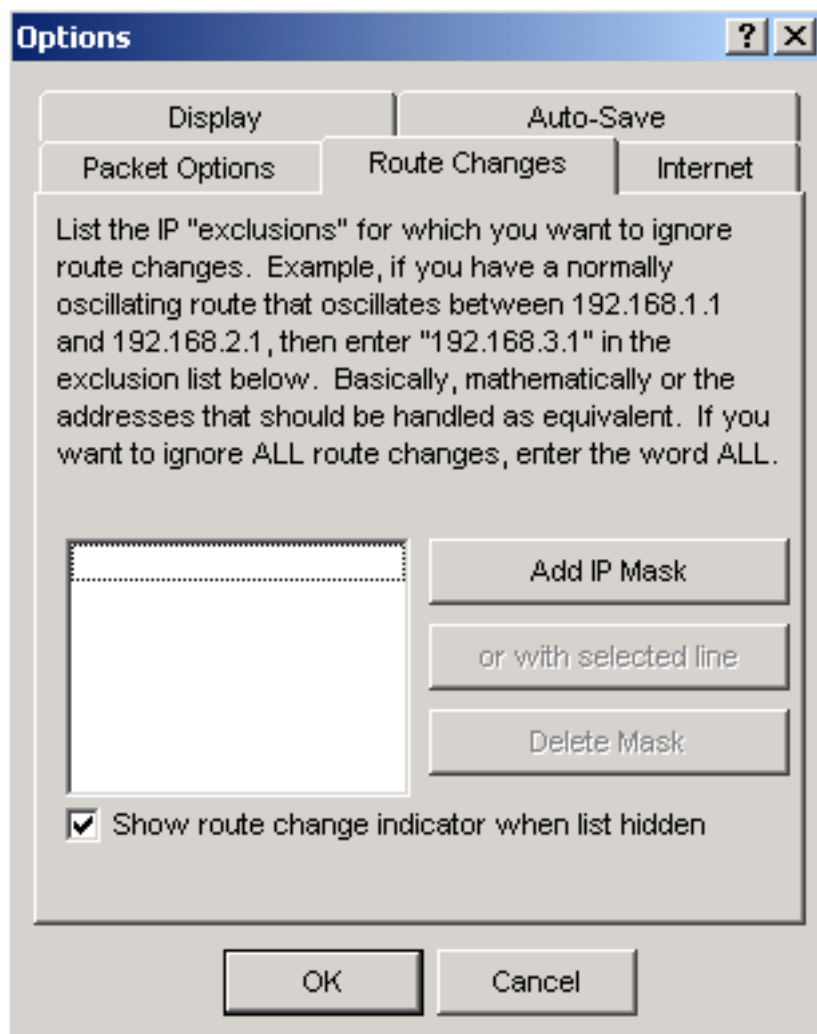 Options
Display
Auto-Save
Packet Options
Route Changes
Internet
List the IP "exclusions" for which you want to ignore
route changes.  Example, if you have a normally
oscillating route that oscillates between 192.168.1.1
and 192.168.2.1, then enter "192.168.3.1" in the
exclusion list below.  Basically, mathematically or the
addresses that should be handled as equivalent.  If you
want to ignore ALL route changes, enter the word ALL.
Add IP Mask
or with selected line
Delete Mask
Show route change indicator when list hidden
OK
Cancel